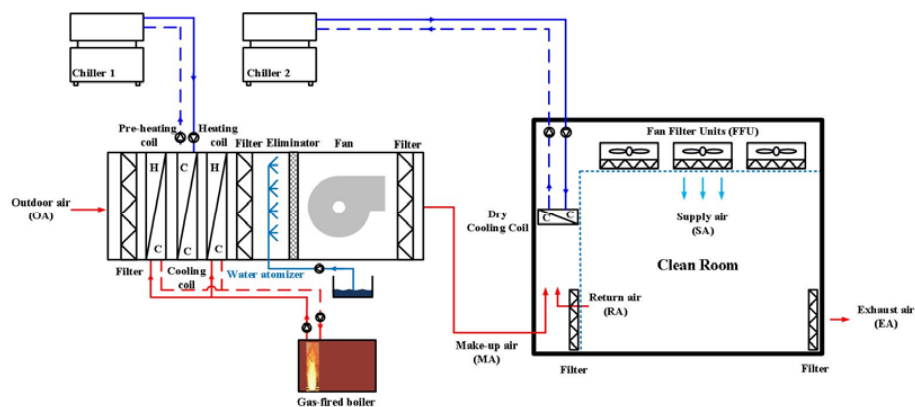 Chiller 1
Chiller 2
Pre-heating
coil
Heating
coil
Filter
Eliminator
Fan
Filter
Fan Filter Units (FFU)
H
C
H
C
C
C
Outdoor air
(OA)
Dry
Cooling Coil
C
C
Supply air
(SA)
Clean Room
Filter
Cooling
coil
Water atomizer
Return air
(RA)
Exhaust air
(EA)
Make-up air
(MA)
Filter
Filter
Gas-fired boiler